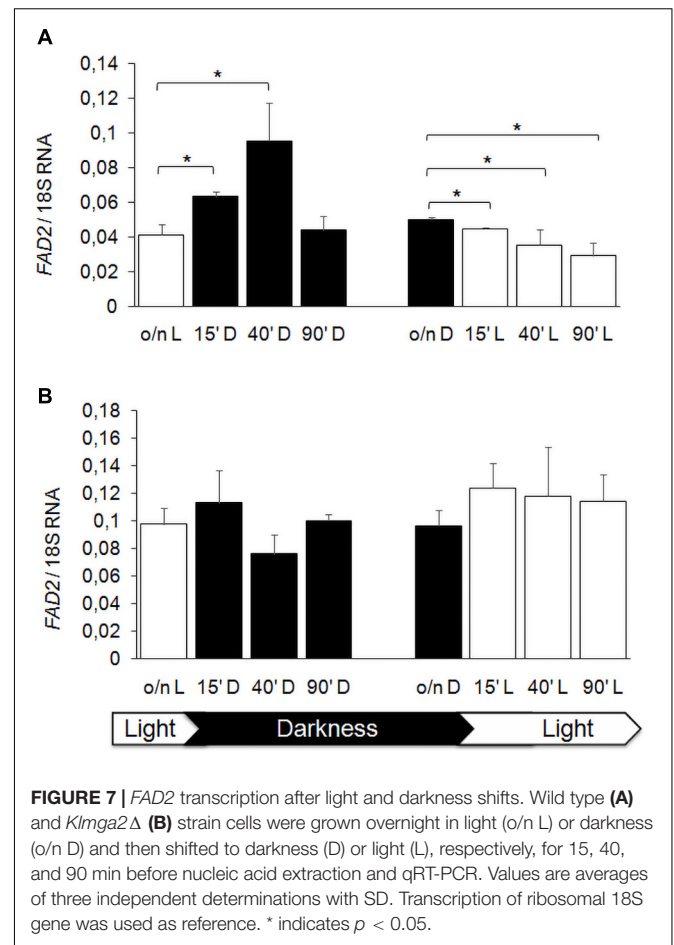 A
0,14
0,12
0,1
0,08
0,06
0,04
0,02
0
FAD2 / 18S RNA
* * * * *
o/n L 15' D 40' D 90' D o/n D 15' L 40' L 90' L
B
0,18
0,16
0,14
0,12
0,1
0,08
0,06
0,04
0,02
0
FAD2 / 18S RNA
o/n L 15' D 40' D 90' D o/n D 15' L 40' L 90' L
Light Darkness Light
FIGURE 7 | FAD2 transcription after light and darkness shifts. Wild type (A)
and Klmga2Δ (B) strain cells were grown overnight in light (o/n L) or darkness
(o/n D) and then shifted to darkness (D) or light (L), respectively, for 15, 40,
and 90 min before nucleic acid extraction and qRT-PCR. Values are averages
of three independent determinations with SD. Transcription of ribosomal 18S
gene was used as reference. * indicates p < 0.05.